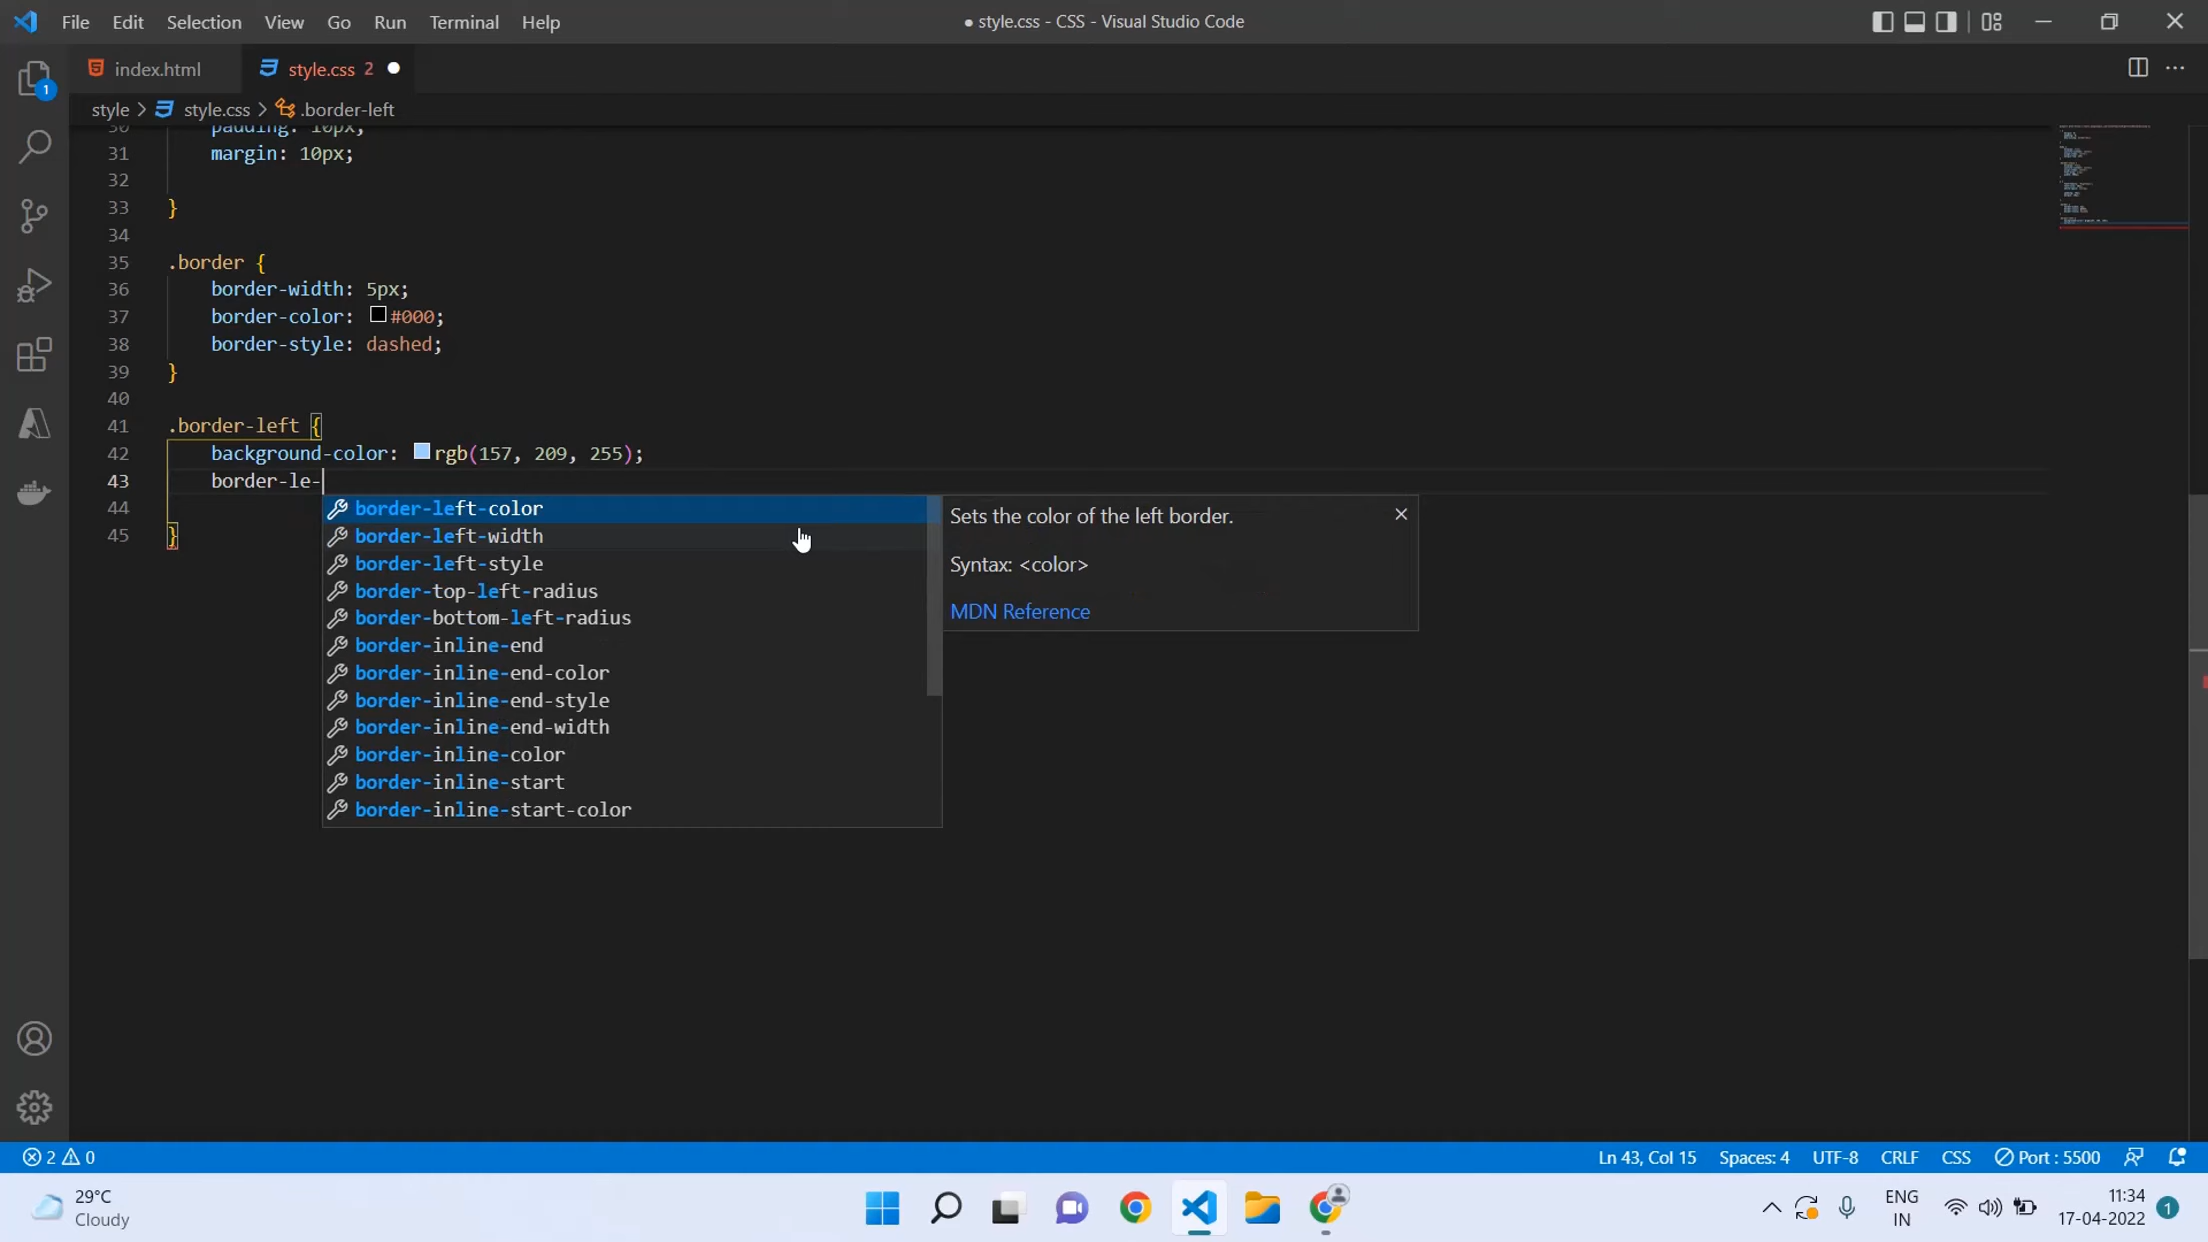 File Edit Selection View Go Run Terminal Help
● style.css - CSS - Visual Studio Code
index.html
style.css 2 ●
style > style.css > .border-left
30 padding: 10px;
31 margin: 10px;
32
33 }
34
35 .border {
36 border-width: 5px;
37 border-color: #000;
38 border-style: dashed;
39 }
40
41 .border-left {
42 background-color: rgb(157, 209, 255);
43 border-le-
44
45 }
border-left-color
border-left-width
border-left-style
border-top-left-radius
border-bottom-left-radius
border-inline-end
border-inline-end-color
border-inline-end-style
border-inline-end-width
border-inline-color
border-inline-start
border-inline-start-color
Sets the color of the left border.
Syntax: <color>
MDN Reference
1
2 0
Ln 43, Col 15 Spaces: 4 UTF-8 CRLF CSS Port : 5500
29°C
Cloudy
ENG
IN
11:34
17-04-2022
1